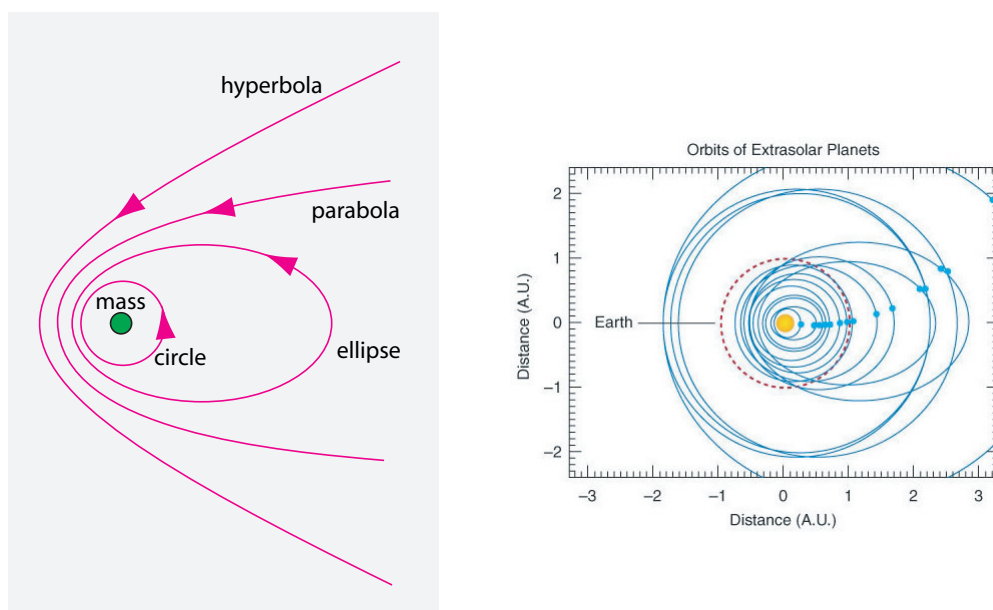 hyperbola
parabola
mass
circle
ellipse
Orbits of Extrasolar Planets
Distance (A.U.)
2
1
0
−1
−2
Earth
−3
−2
−1
0
1
2
3
Distance (A.U.)